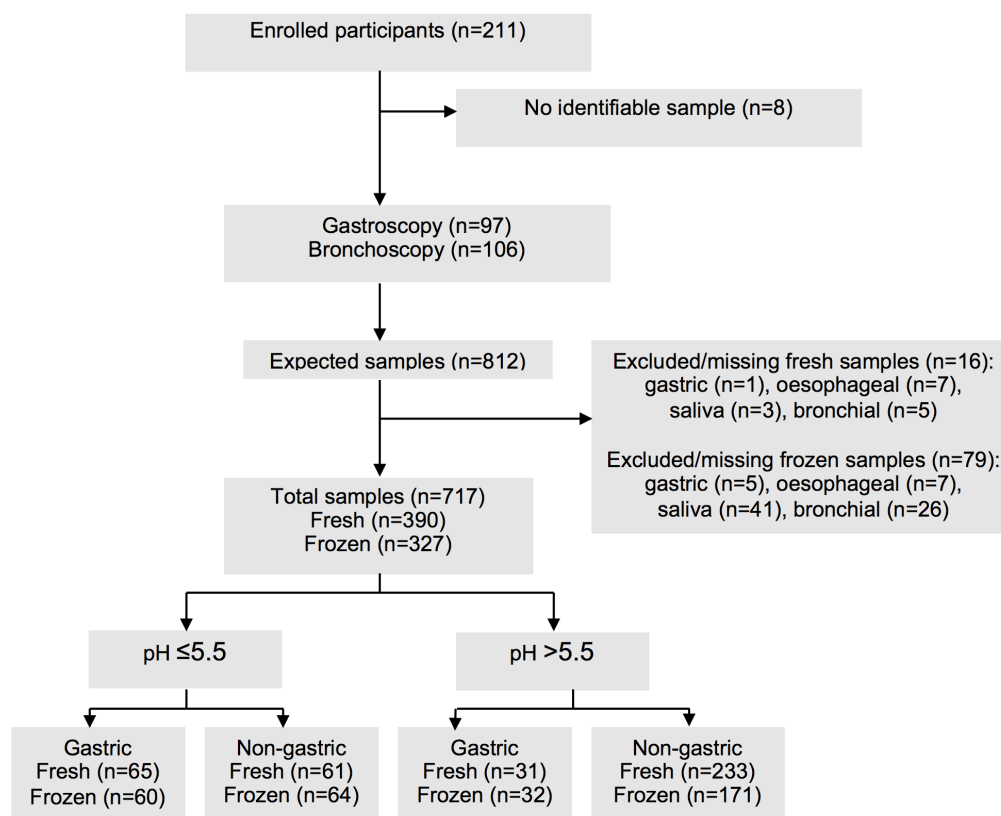 Enrolled participants (n=211)
No identifiable sample (n=8)
Gastroscopy (n=97)
Bronchoscopy (n=106)
Expected samples (n=812)
Excluded/missing fresh samples (n=16):
gastric (n=1), oesophageal (n=7),
saliva (n=3), bronchial (n=5)
Excluded/missing frozen samples (n=79):
gastric (n=5), oesophageal (n=7),
saliva (n=41), bronchial (n=26)
Total samples (n=717)
Fresh (n=390)
Frozen (n=327)
pH ≤5.5
pH >5.5
Gastric
Fresh (n=65)
Frozen (n=60)
Non-gastric
Fresh (n=61)
Frozen (n=64)
Gastric
Fresh (n=31)
Frozen (n=32)
Non-gastric
Fresh (n=233)
Frozen (n=171)